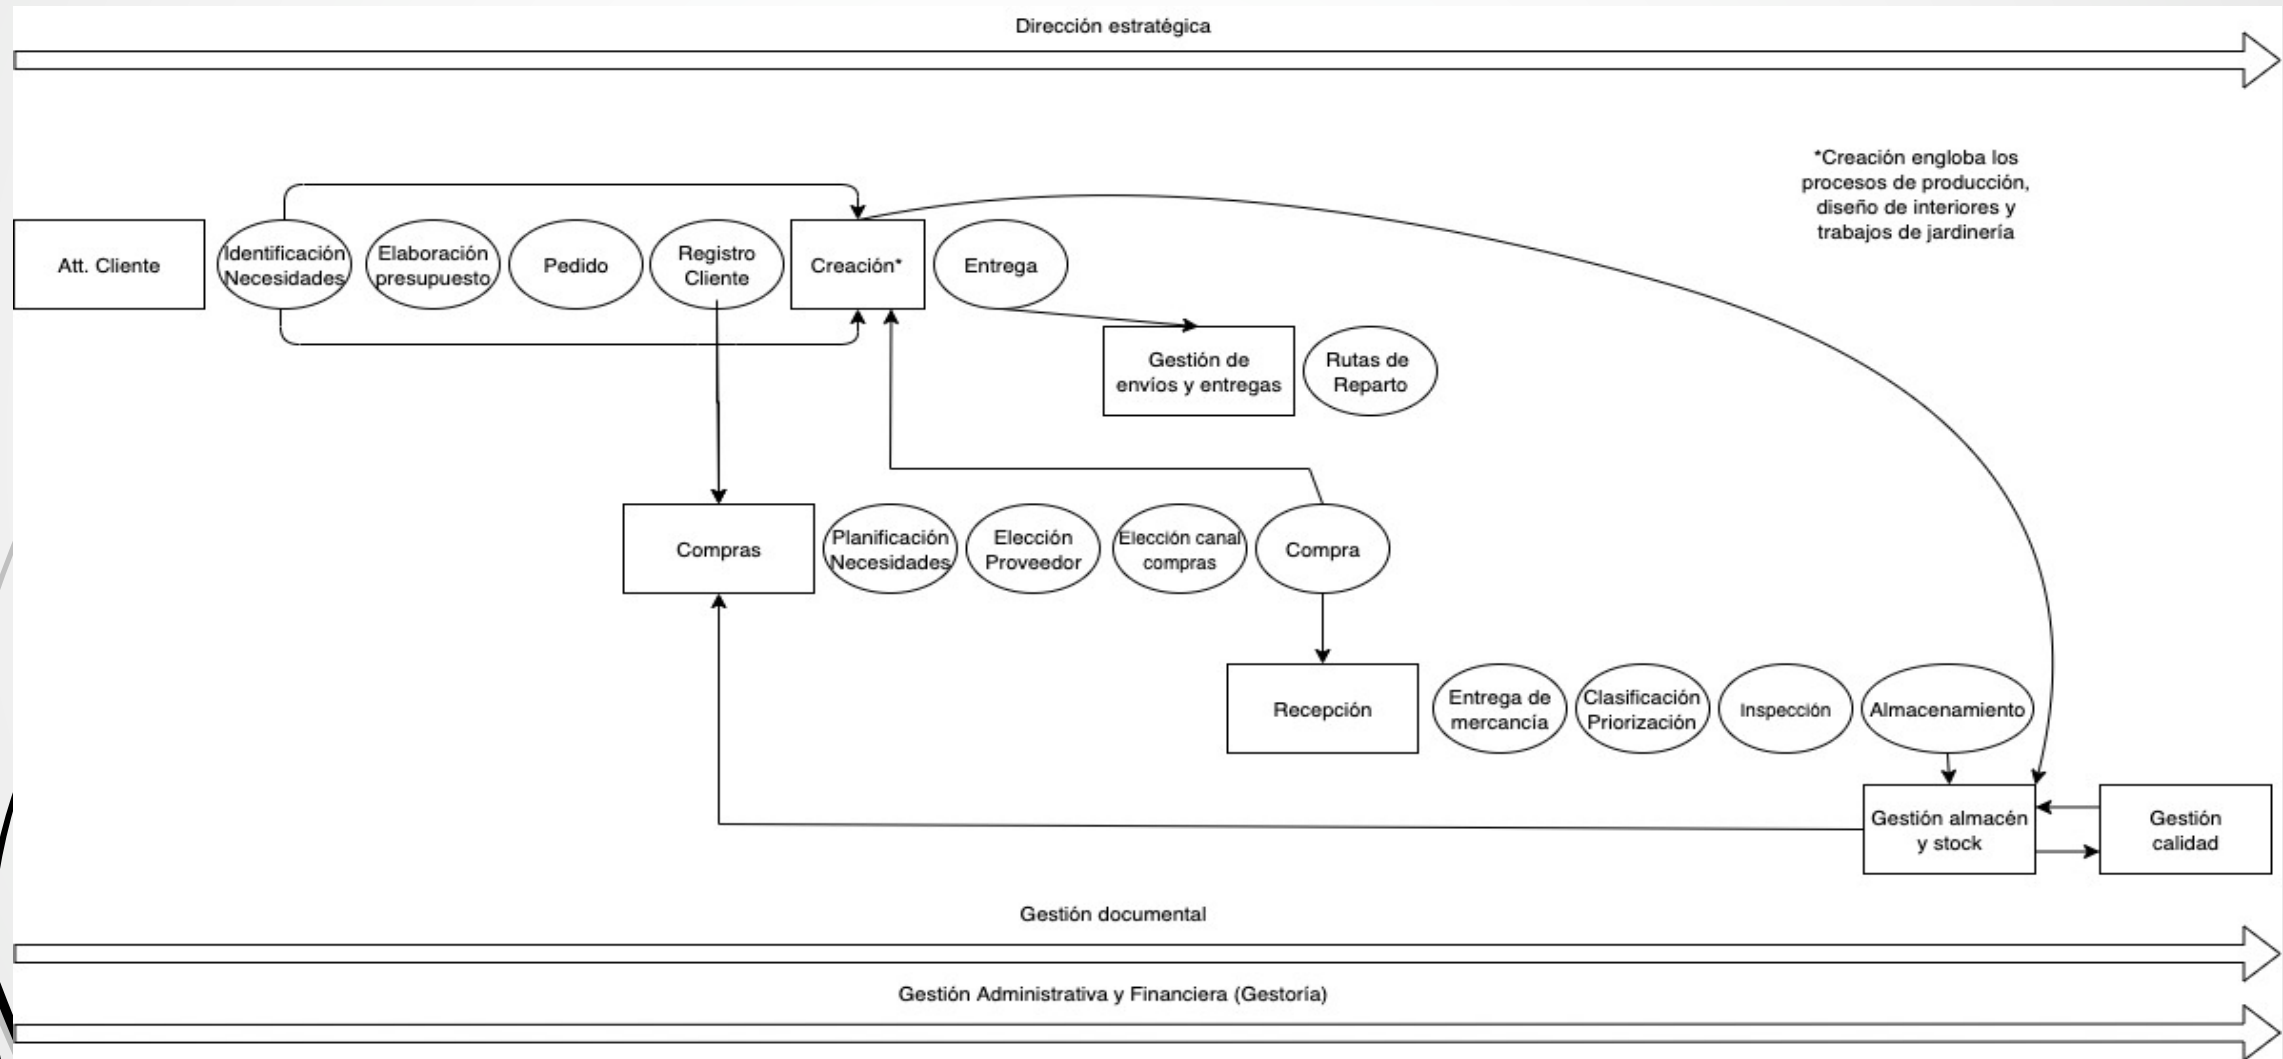 Dirección estratégica
*Creación engloba los
procesos de producción,
diseño de interiores y
trabajos de jardinería
Att. Cliente
Identificación
Necesidades
Elaboración
presupuesto
Pedido
Registro
Cliente
Creación*
Entrega
Gestión de
envíos y entregas
Rutas de
Reparto
Compras
Planificación
Necesidades
Elección
Proveedor
Elección canal
compras
Compra
Recepción
Entrega de
mercancía
Clasificación
Priorización
Inspección
Almacenamiento
Gestión almacén
y stock
Gestión
calidad
Gestión documental
Gestión Administrativa y Financiera (Gestoría)